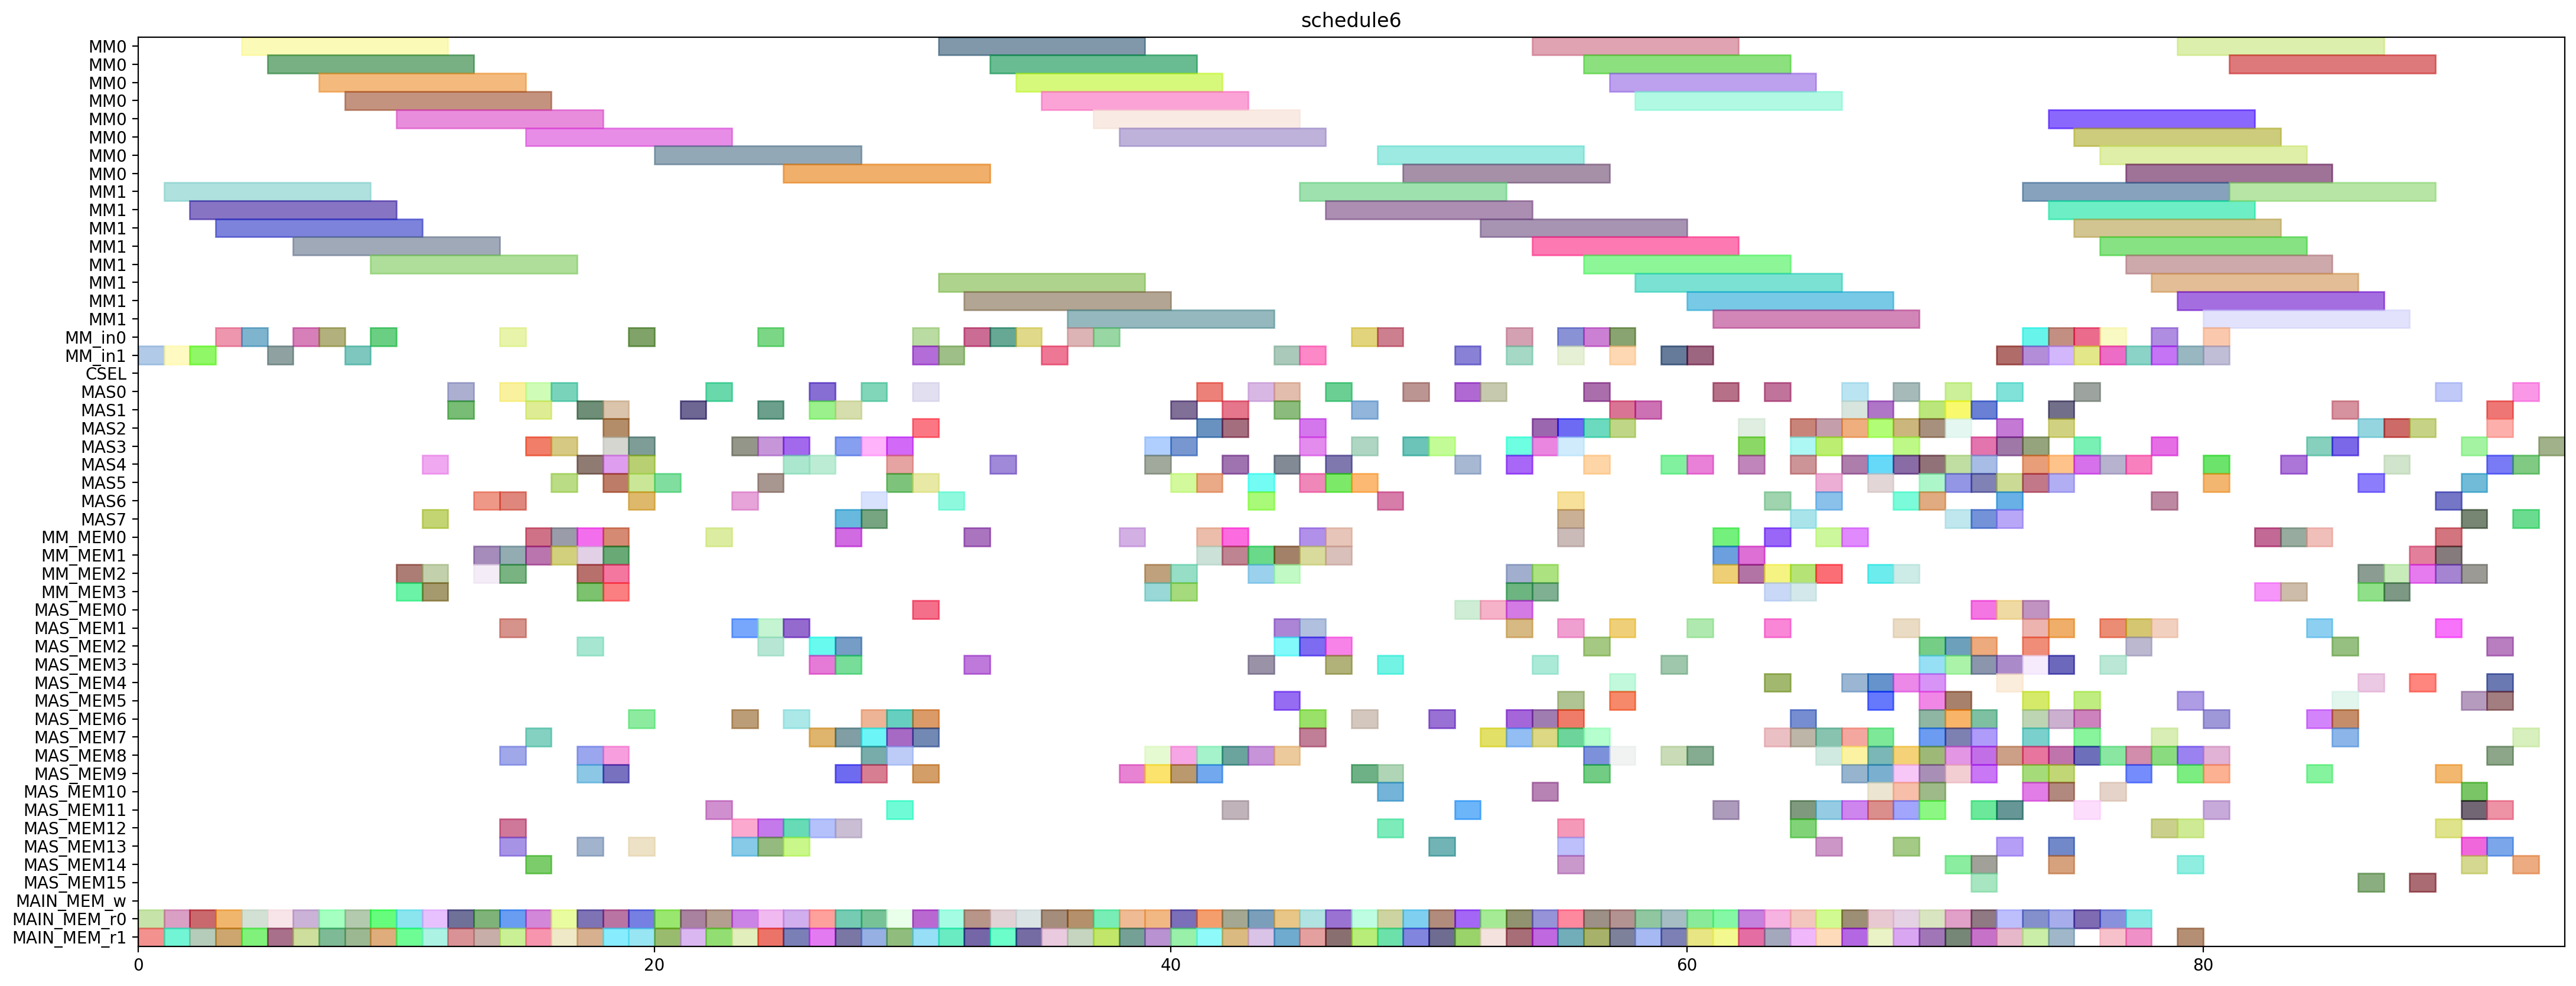 schedule6
MM0
MM0
MM0
MM0
MM0
MM0
MM0
MM0
MM1
MM1
MM1
MM1
MM1
MM1
MM1
MM1
MM_in0
MM_in1
CSEL
MAS0
MAS1
MAS2
MAS3
MAS4
MAS5
MAS6
MAS7
MM_MEM0
MM_MEM1
MM_MEM2
MM_MEM3
MAS_MEM0
MAS_MEM1
MAS_MEM2
MAS_MEM3
MAS_MEM4
MAS_MEM5
MAS_MEM6
MAS_MEM7
MAS_MEM8
MAS_MEM9
MAS_MEM10
MAS_MEM11
MAS_MEM12
MAS_MEM13
MAS_MEM14
MAS_MEM15
MAIN_MEM_w
MAIN_MEM_r0
MAIN_MEM_r1
0 20 40 60 80